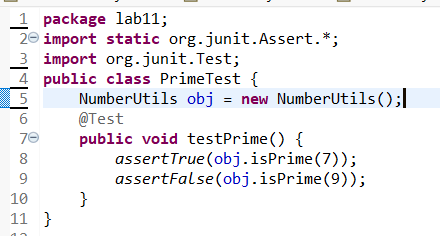 1 package lab11;
2 import static org.junit.Assert.*;
3 import org.junit.Test;
4 public class PrimeTest {
5 NumberUtils obj = new NumberUtils();
6 @Test
7 public void testPrime() {
8 assertTrue(obj.isPrime(7));
9 assertFalse(obj.isPrime(9));
10 }
11 }